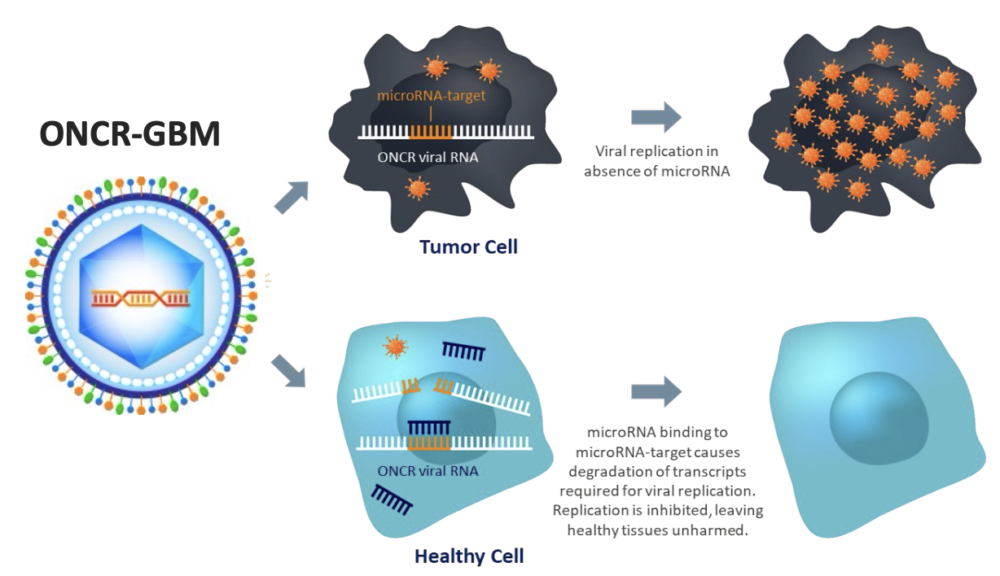 ONCR-GBM
microRNA-target
ONCR viral RNA
Tumor Cell
Viral replication in
absence of microRNA
ONCR viral RNA
Healthy Cell
microRNA binding to
microRNA-target causes
degradation of transcripts
required for viral replication.
Replication is inhibited, leaving
healthy tissues unharmed.